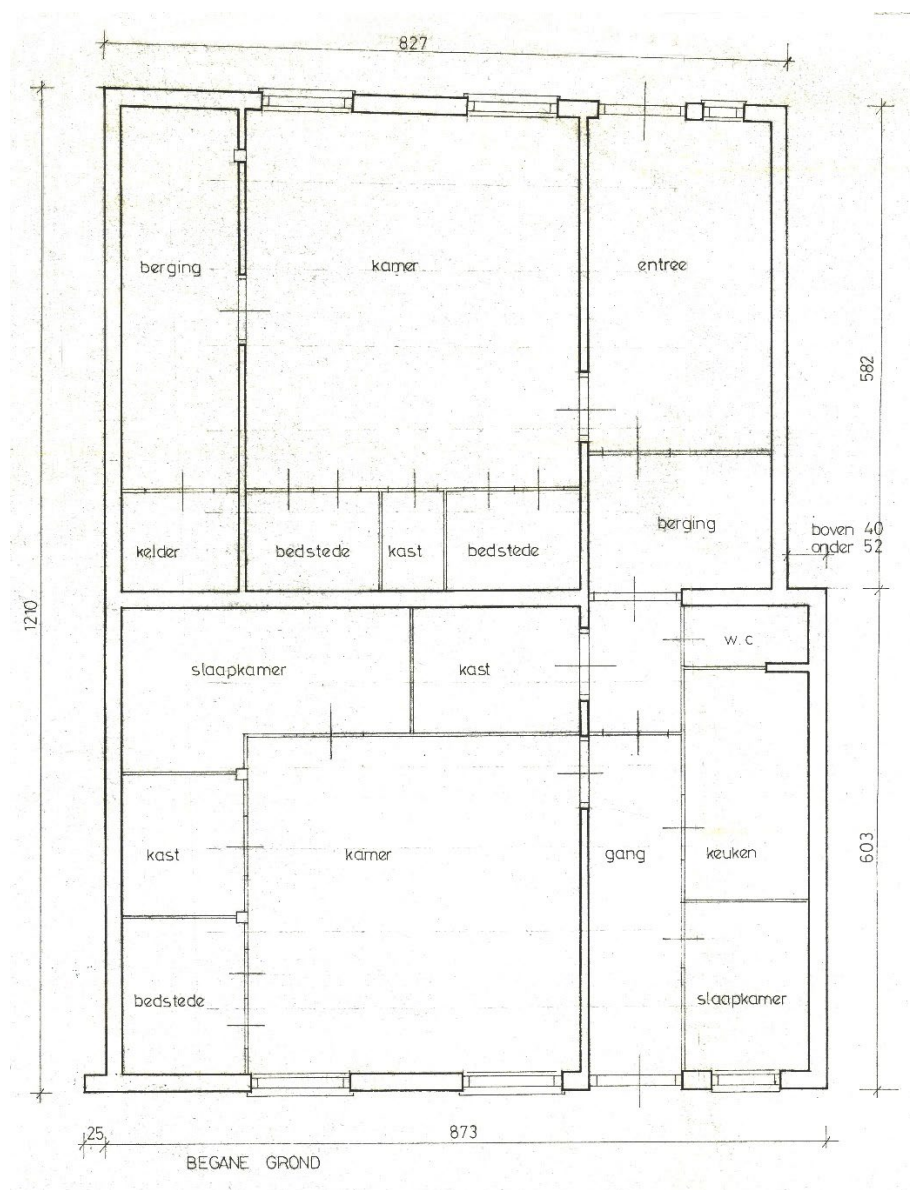 827
berging
kamer
entree
582
berging
boven 40
onder 52
kelder
bedstede
kast
bedstede
1210
w.c
slaapkamer
kast
kast
kamer
gang
keuken
603
bedstede
slaapkamer
25
873
BEGANE GROND